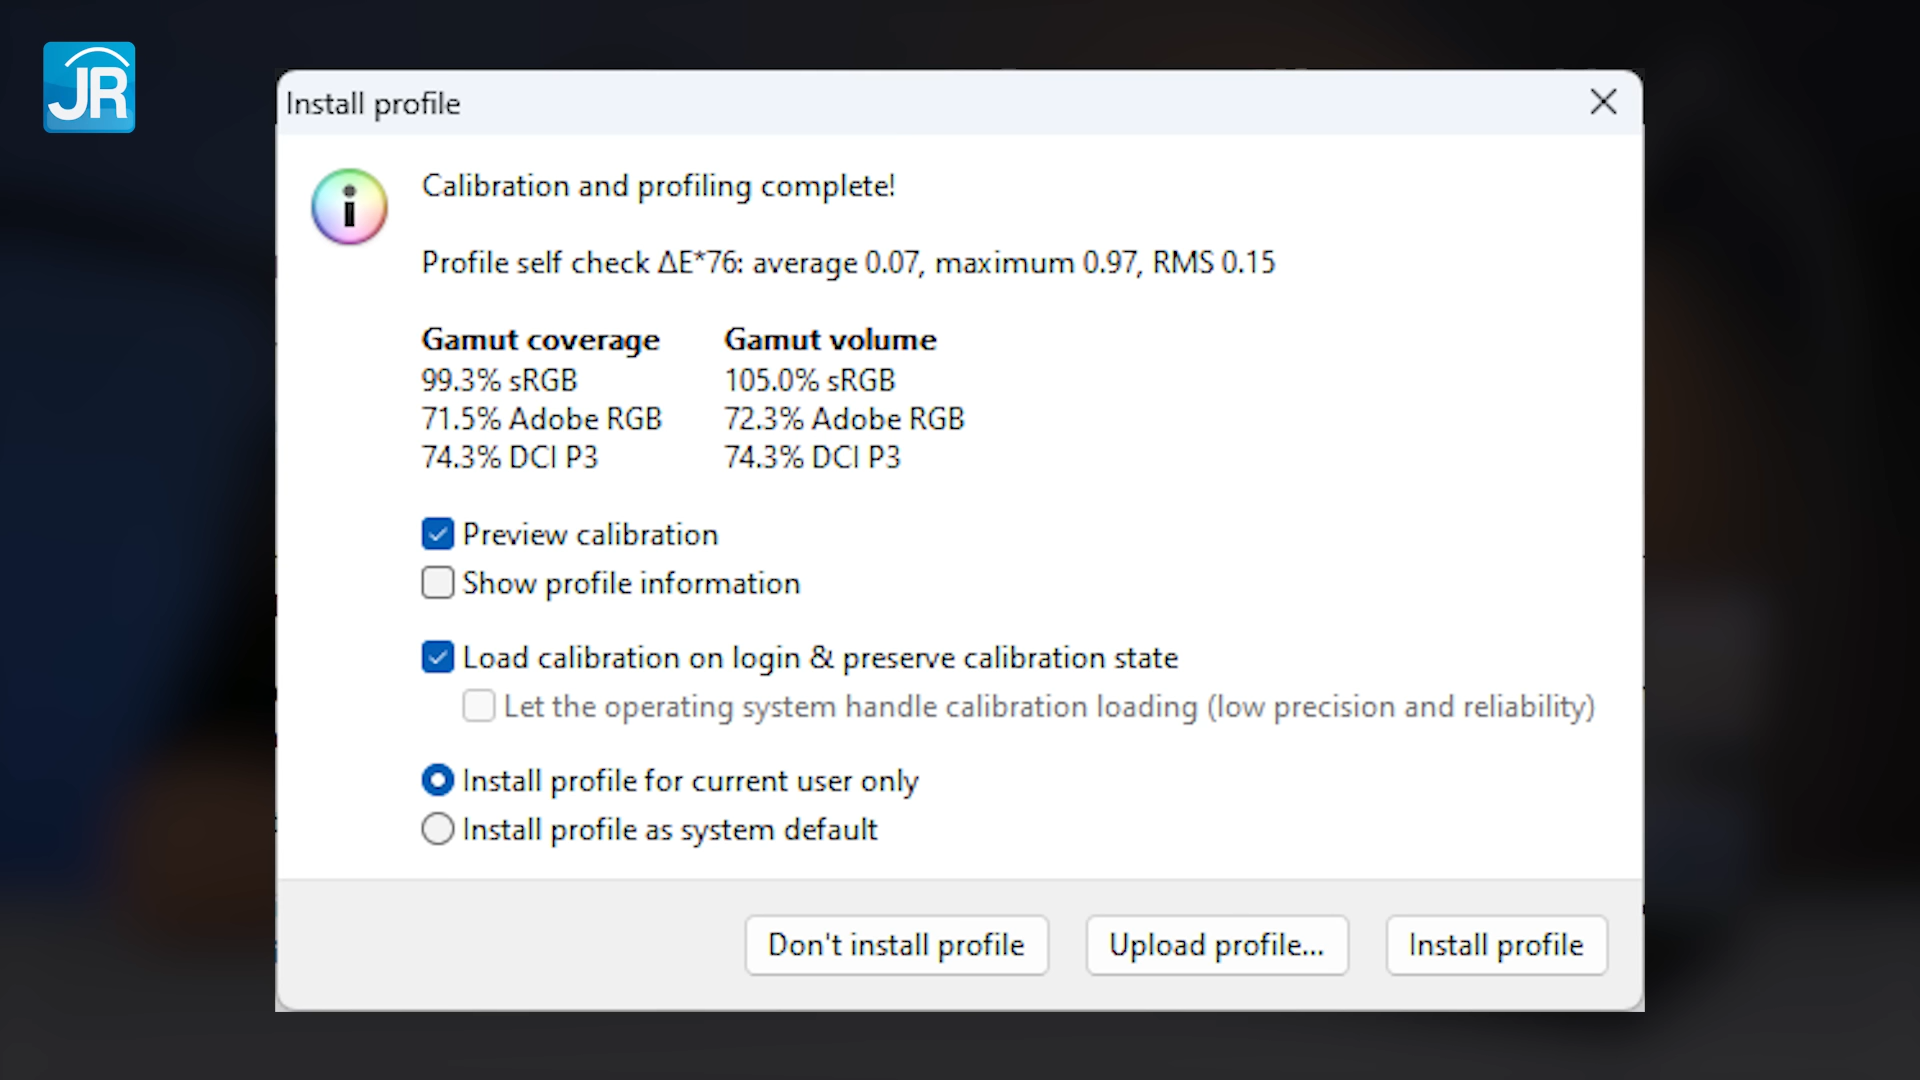 JR
Install profile
Calibration and profiling complete!
Profile self check ΔE*76: average 0.07, maximum 0.97, RMS 0.15
Gamut coverage Gamut volume
99.3% sRGB 105.0% sRGB
71.5% Adobe RGB 72.3% Adobe RGB
74.3% DCI P3 74.3% DCI P3
Preview calibration
Show profile information
Load calibration on login & preserve calibration state
Let the operating system handle calibration loading (low precision and reliability)
Install profile for current user only
Install profile as system default
Don't install profile Upload profile... Install profile